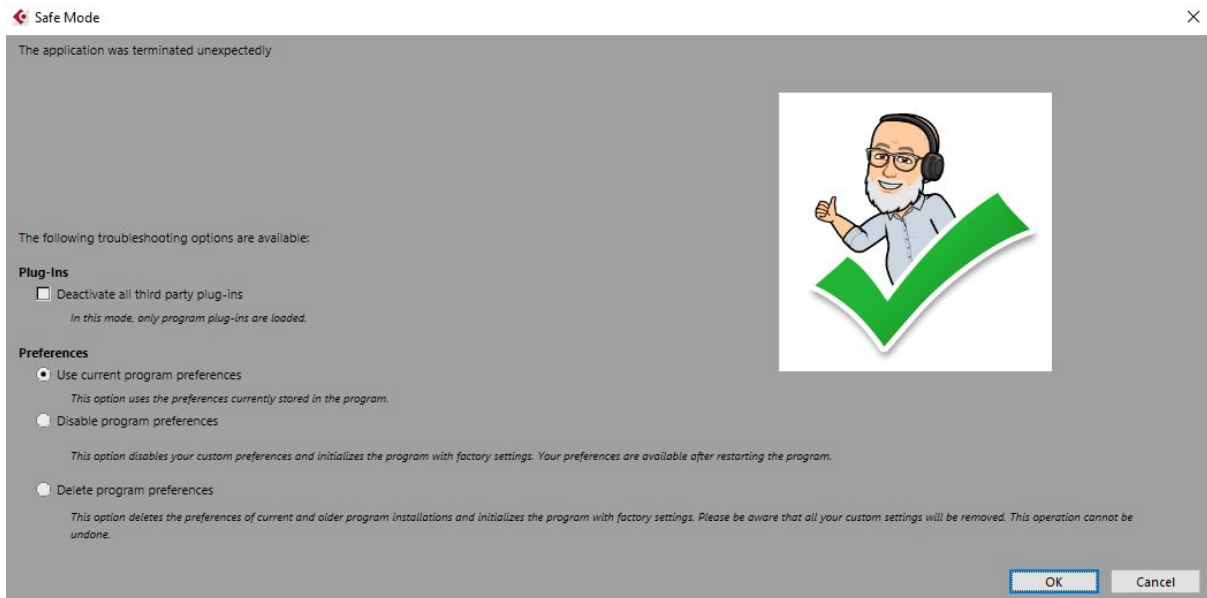 Safe Mode
The application was terminated unexpectedly
The following troubleshooting options are available:
Plug-Ins
Deactivate all third party plug-ins
In this mode, only program plug-ins are loaded.
Preferences
Use current program preferences
This option uses the preferences currently stored in the program.
Disable program preferences
This option disables your custom preferences and initializes the program with factory settings. Your preferences are available after restarting the program.
Delete program preferences
This option deletes the preferences of current and older program installations and initializes the program with factory settings. Please be aware that all your custom settings will be removed. This operation cannot be
undone.
OK Cancel